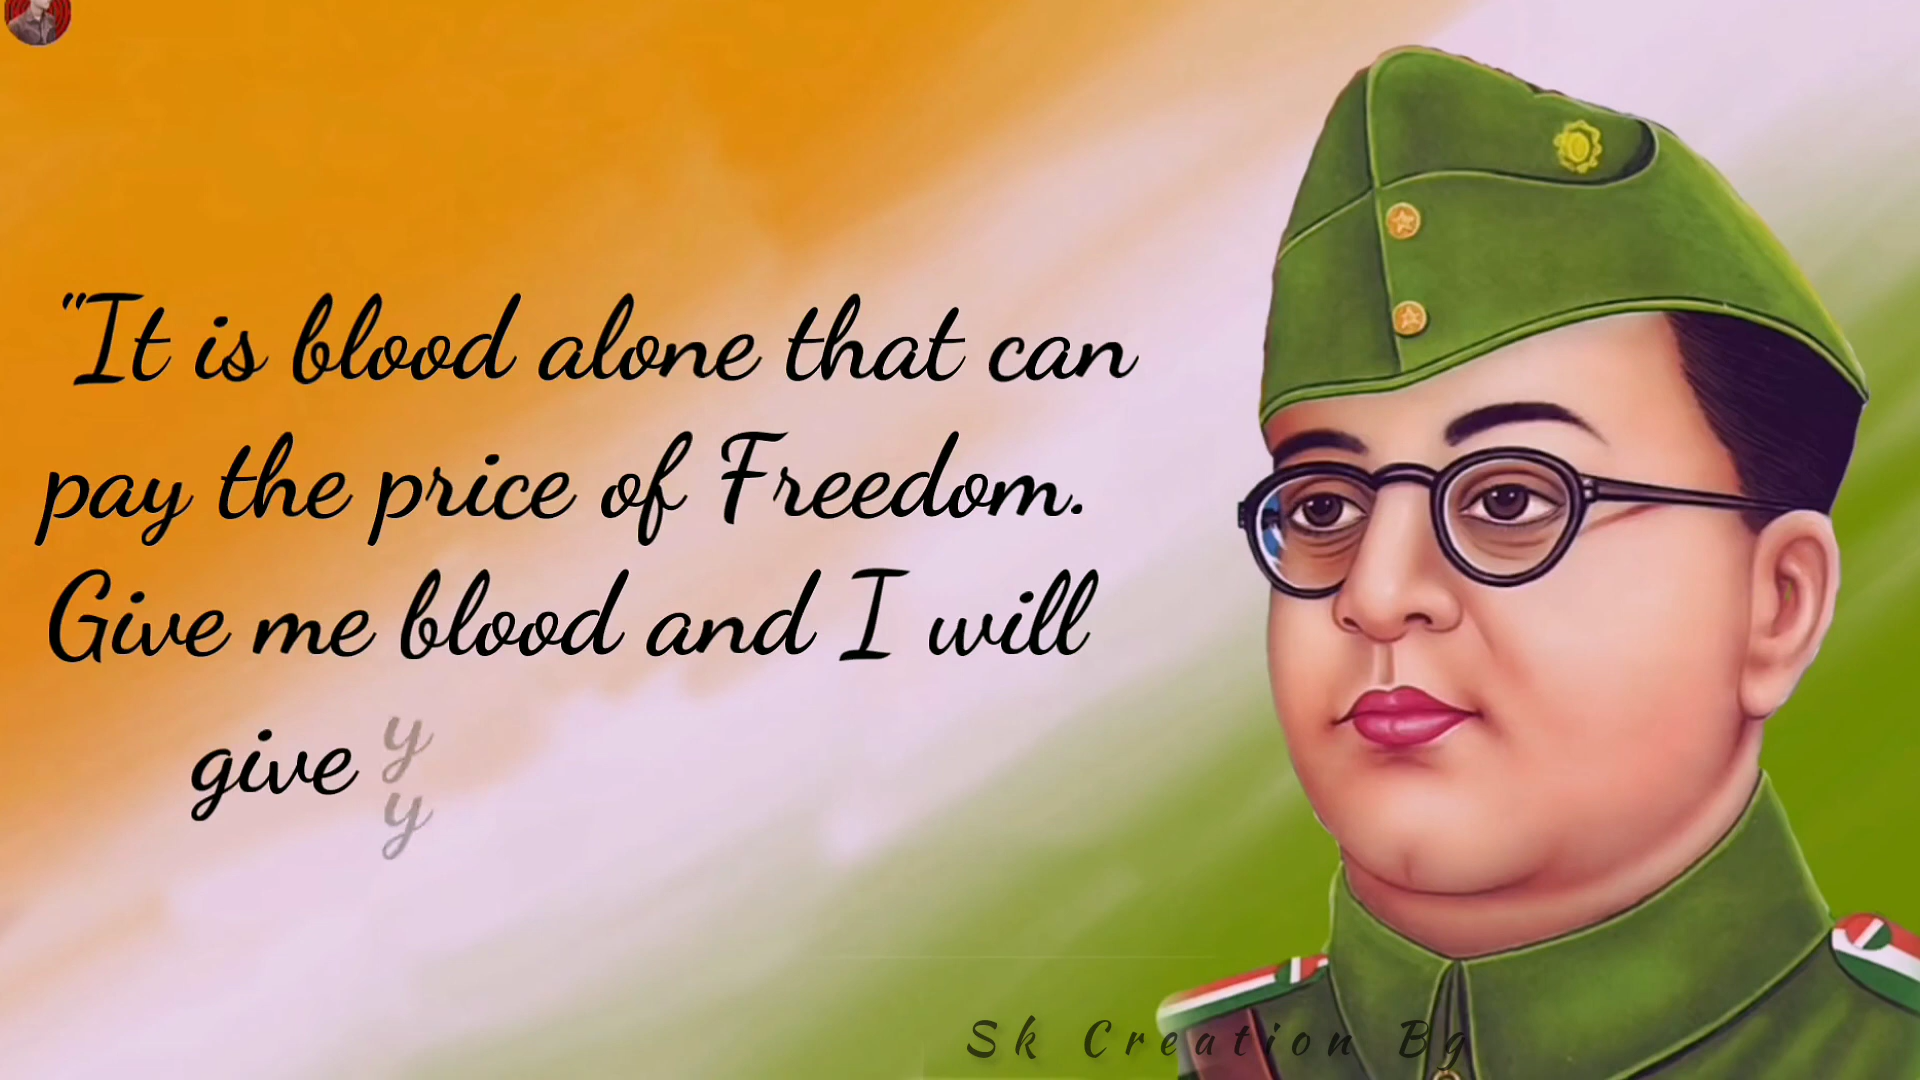 "It is blood alone that can
pay the price of Freedom.
Give me blood and I will
give y
y
Sk Creation Bg